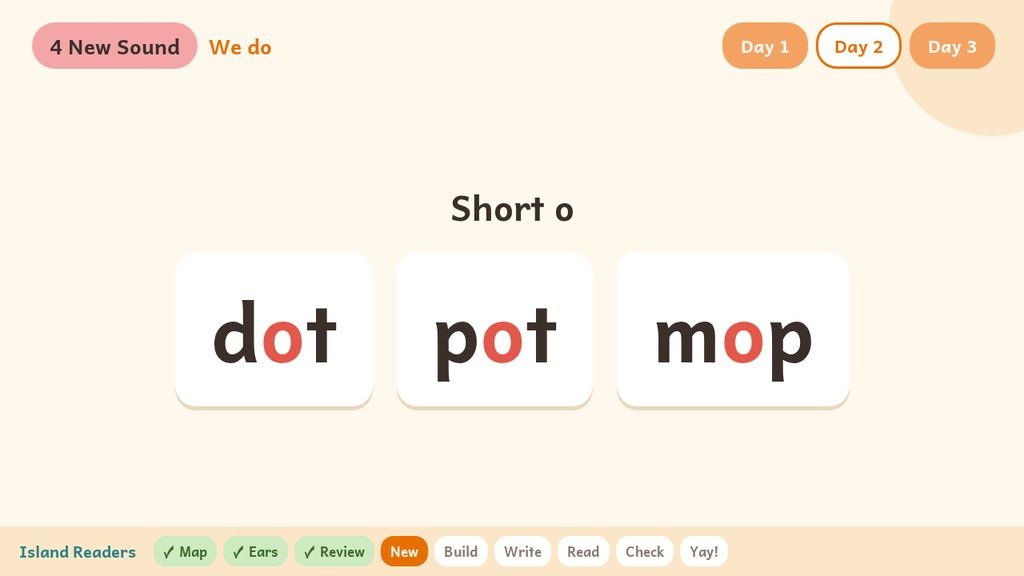 4 New Sound We do Day 1 Day 2 Day 3
Short o
dot pot mop
Island Readers ✓ Map ✓ Ears ✓ Review New Build Write Read Check Yay!